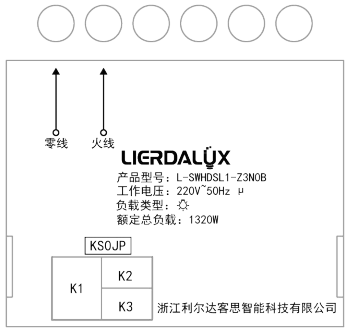 零线 火线
LIERDALUX
产品型号: L-SWHDSL1-Z3N0B
工作电压: 220V~50Hz μ
负载类型:
额定总负载: 1320W
KS0JP
K1
K2
K3
浙江利尔达客思智能科技有限公司